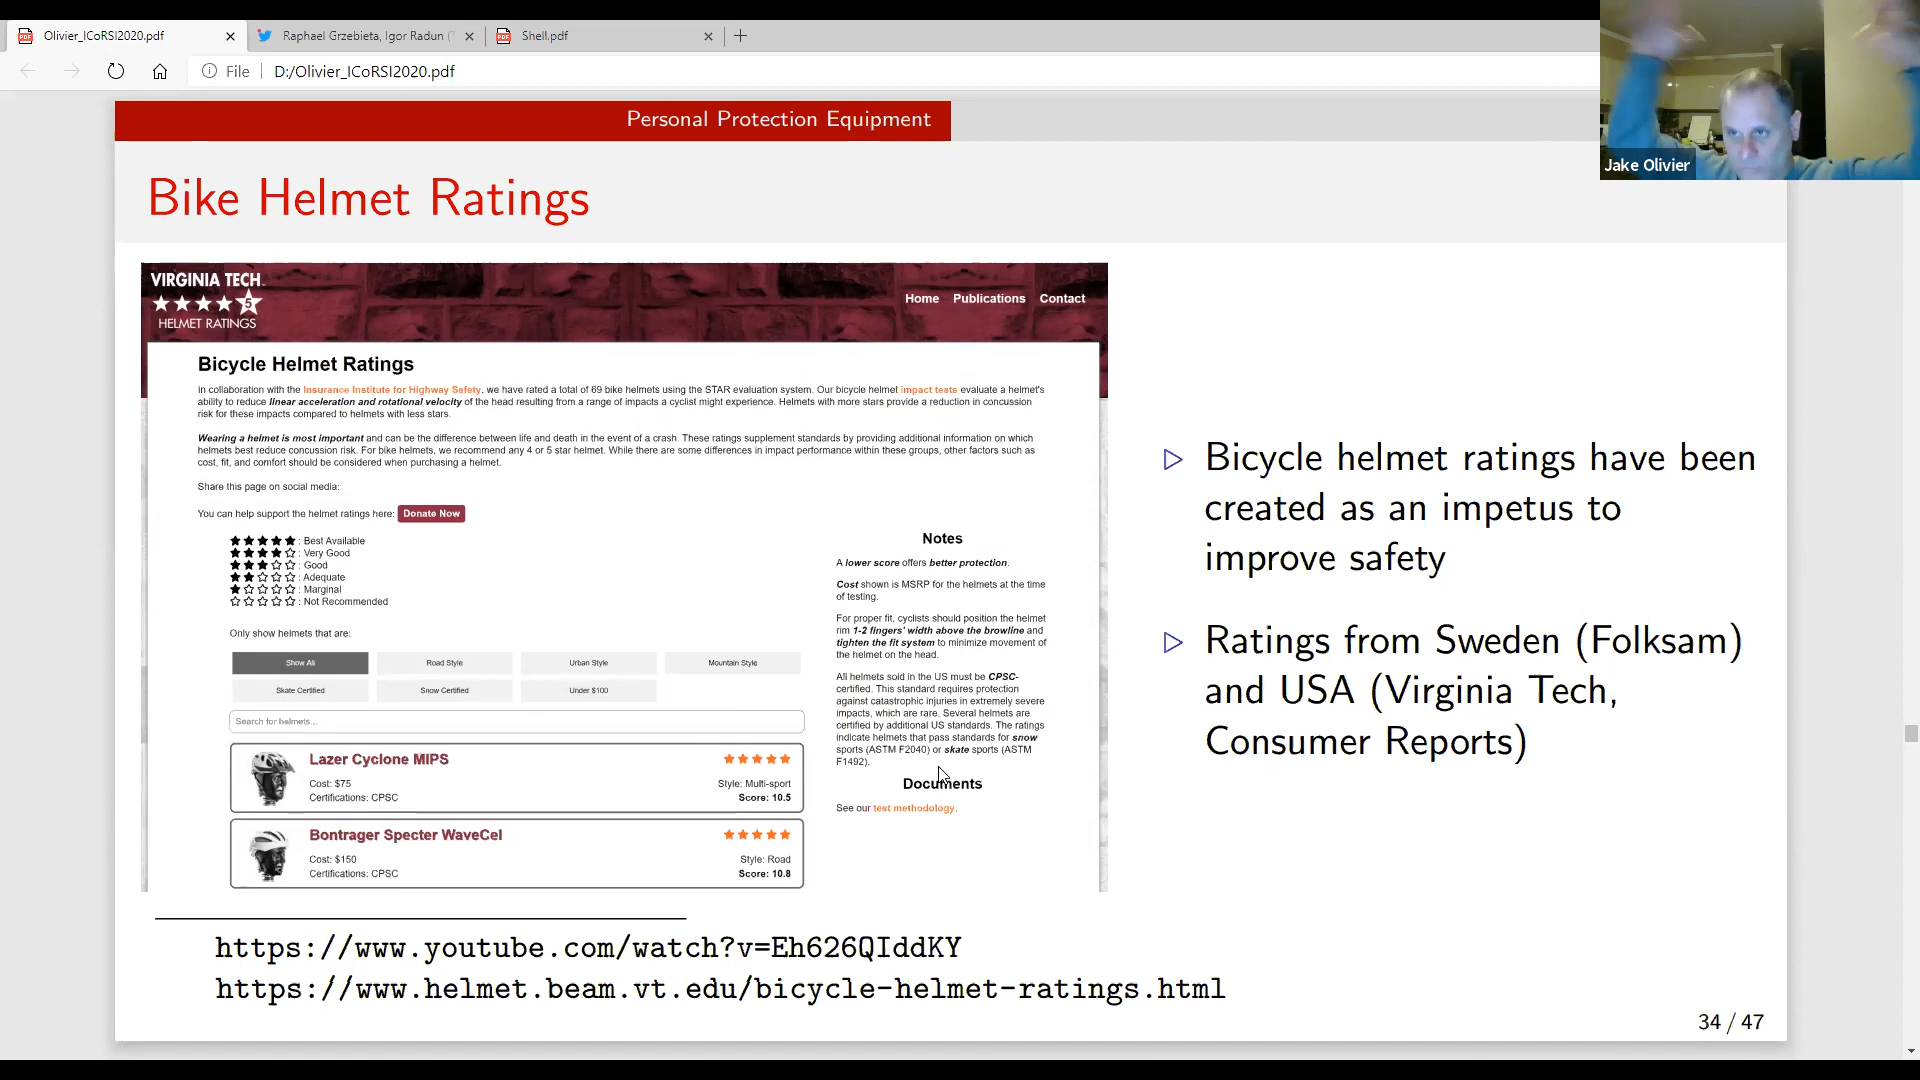 Olivier_ICoRSI2020.pdf
Raphael Grzebieta, Igor Radun (
Shell.pdf
File
D:/Olivier_ICoRSI2020.pdf
Jake Olivier
Personal Protection Equipment
Bike Helmet Ratings
VIRGINIA TECH
5
HELMET RATINGS
Home Publications Contact
Bicycle Helmet Ratings
In collaboration with the Insurance Institute for Highway Safety, we have rated a total of 69 bike helmets using the STAR evaluation system. Our bicycle helmet impact tests evaluate a helmet's
ability to reduce linear acceleration and rotational velocity of the head resulting from a range of impacts a cyclist might experience. Helmets with more stars provide a reduction in concussion
risk for these impacts compared to helmets with less stars.
Wearing a helmet is most important and can be the difference between life and death in the event of a crash. These ratings supplement standards by providing additional information on which
helmets best reduce concussion risk. For bike helmets, we recommend any 4 or 5 star helmet. While there are some differences in impact performance within these groups, other factors such as
cost, fit, and comfort should be considered when purchasing a helmet.
Share this page on social media:
You can help support the helmet ratings here: Donate Now
★★★★★ : Best Available
★★★★☆ : Very Good
★★★☆☆ : Good
★★☆☆☆ : Adequate
★☆☆☆☆ : Marginal
☆☆☆☆☆ : Not Recommended
Only show helmets that are:
Show All Road Style Urban Style Mountain Style
Skate Certified Snow Certified Under $100
Search for helmets...
Lazer Cyclone MIPS
Cost: $75 Style: Multi-sport
Certifications: CPSC Score: 10.5
Bontrager Specter WaveCel
Cost: $150 Style: Road
Certifications: CPSC Score: 10.8
Notes
A lower score offers better protection.
Cost shown is MSRP for the helmets at the time
of testing.
For proper fit, cyclists should position the helmet
rim 1-2 fingers' width above the browline and
tighten the fit system to minimize movement of
the helmet on the head.
All helmets sold in the US must be CPSC-
certified. This standard requires protection
against catastrophic injuries in extremely severe
impacts, which are rare. Several helmets are
certified by additional US standards. The ratings
indicate helmets that pass standards for snow
sports (ASTM F2040) or skate sports (ASTM
F1492).
Documents
See our test methodology.
Bicycle helmet ratings have been
created as an impetus to
improve safety
Ratings from Sweden (Folksam)
and USA (Virginia Tech,
Consumer Reports)
https://www.youtube.com/watch?v=Eh626QIddKY
https://www.helmet.beam.vt.edu/bicycle-helmet-ratings.html
34 / 47